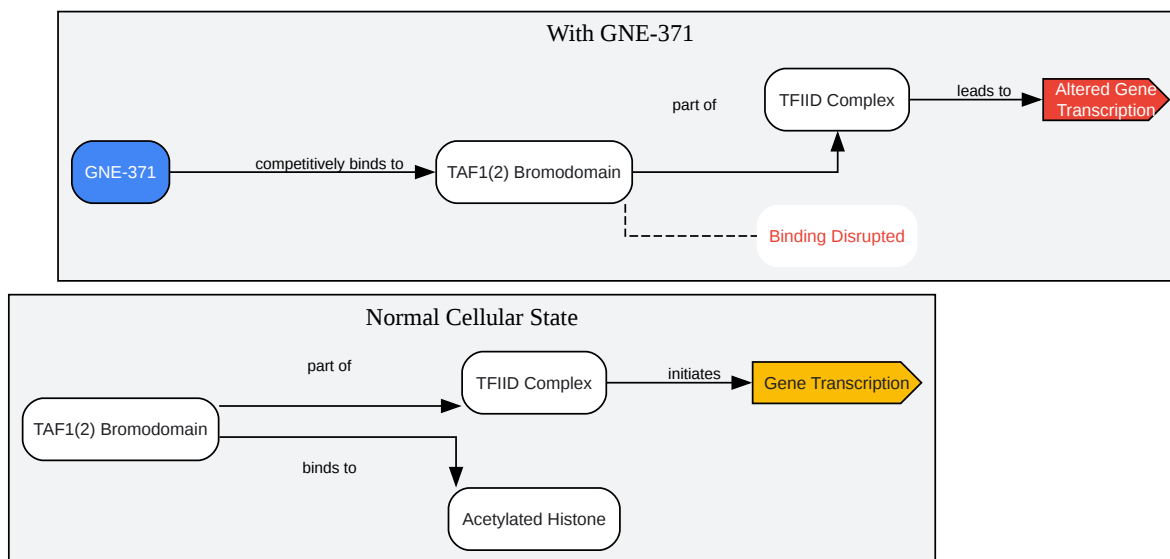 With GNE-371
TFIID Complex
leads to
Altered Gene
Transcription
part of
GNE-371
competitively binds to
TAF1(2) Bromodomain
Binding Disrupted
Normal Cellular State
part of
TFIID Complex
initiates
Gene Transcription
TAF1(2) Bromodomain
binds to
Acetylated Histone